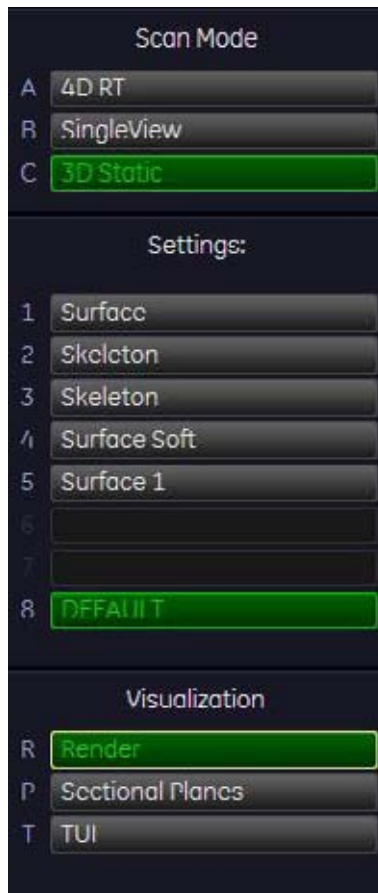 Scan Mode
A 4D RT
B SingleView
C 3D Static
Settings:
1 Surface
2 Skeleton
3 Skeleton
4 Surface Soft
5 Surface 1
6
7
8 DEFAULT
Visualization
R Render
P Sectional Planes
T TUI